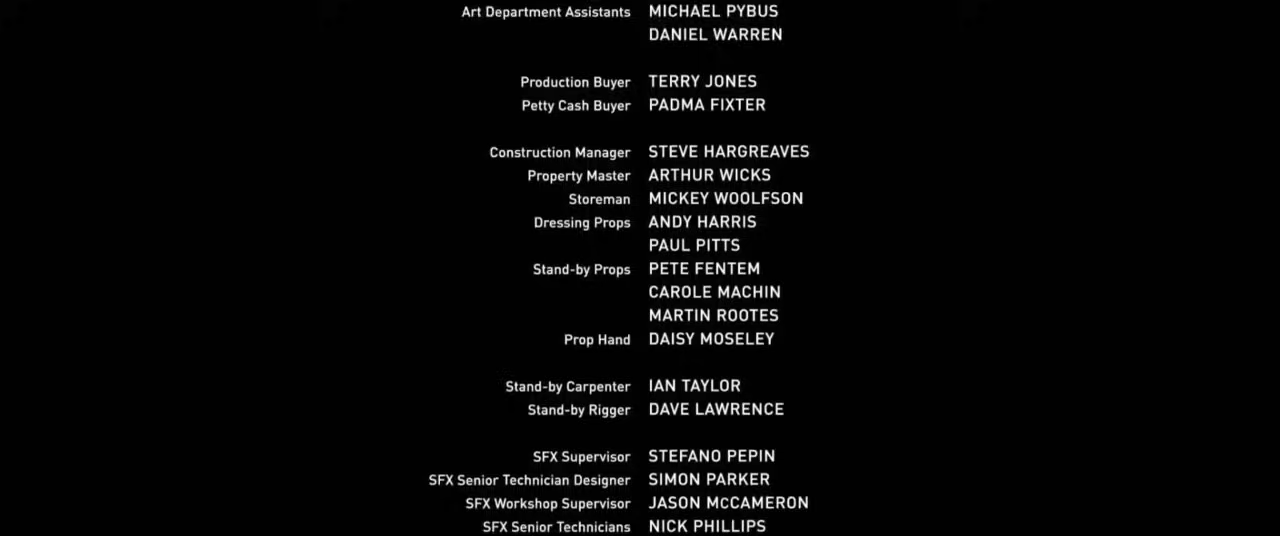 Art Department Assistants MICHAEL PYBUS
DANIEL WARREN
Production Buyer TERRY JONES
Petty Cash Buyer PADMA FIXTER
Construction Manager STEVE HARGREAVES
Property Master ARTHUR WICKS
Storeman MICKEY WOOLFSON
Dressing Props ANDY HARRIS
PAUL PITTS
Stand-by Props PETE FENTEM
CAROLE MACHIN
MARTIN ROOTES
Prop Hand DAISY MOSELEY
Stand-by Carpenter IAN TAYLOR
Stand-by Rigger DAVE LAWRENCE
SFX Supervisor STEFANO PEPIN
SFX Senior Technician Designer SIMON PARKER
SFX Workshop Supervisor JASON McCAMERON
SFX Senior Technicians NICK PHILLIPS